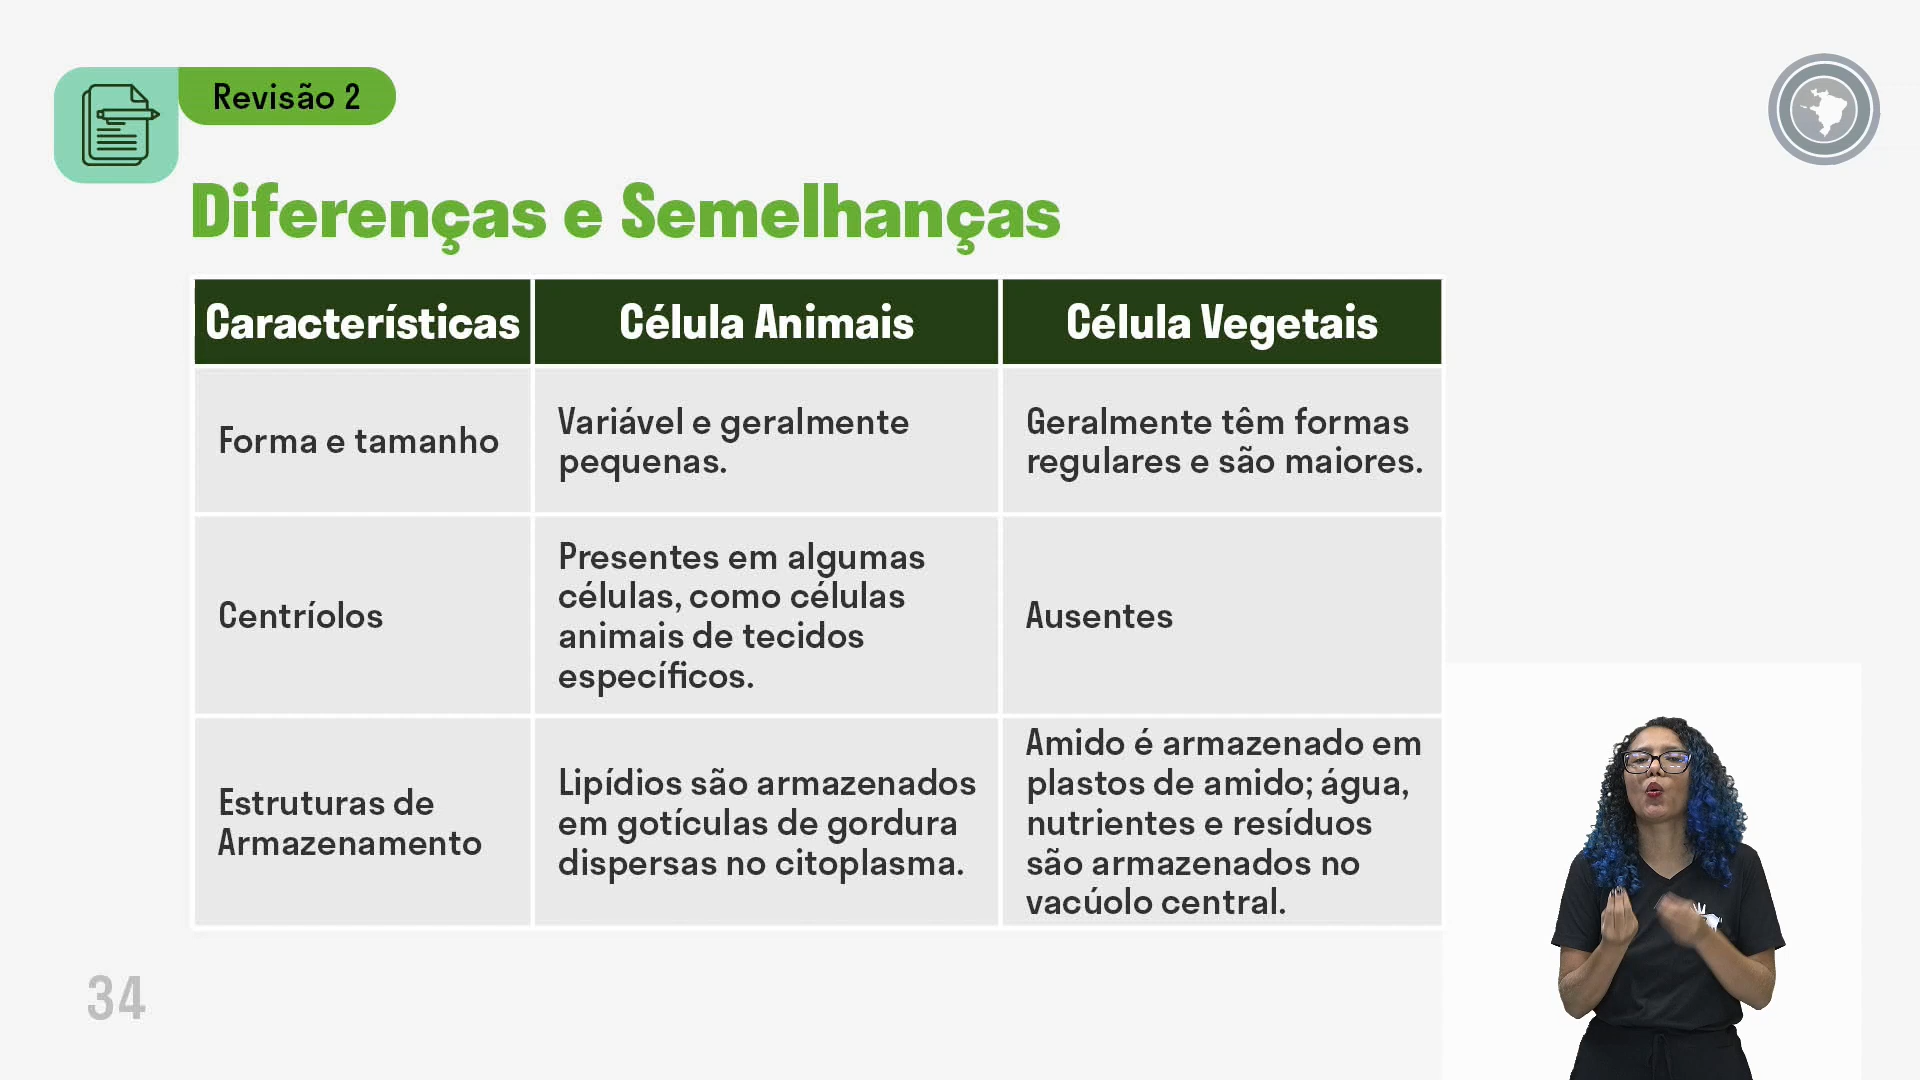 Revisão 2
Diferenças e Semelhanças
Características
Célula Animais
Célula Vegetais
Forma e tamanho
Variável e geralmente
pequenas.
Geralmente têm formas
regulares e são maiores.
Centríolos
Presentes em algumas
células, como células
animais de tecidos
específicos.
Ausentes
Estruturas de
Armazenamento
Lipídios são armazenados
em gotículas de gordura
dispersas no citoplasma.
Amido é armazenado em
plastos de amido; água,
nutrientes e resíduos
são armazenados no
vacúolo central.
34